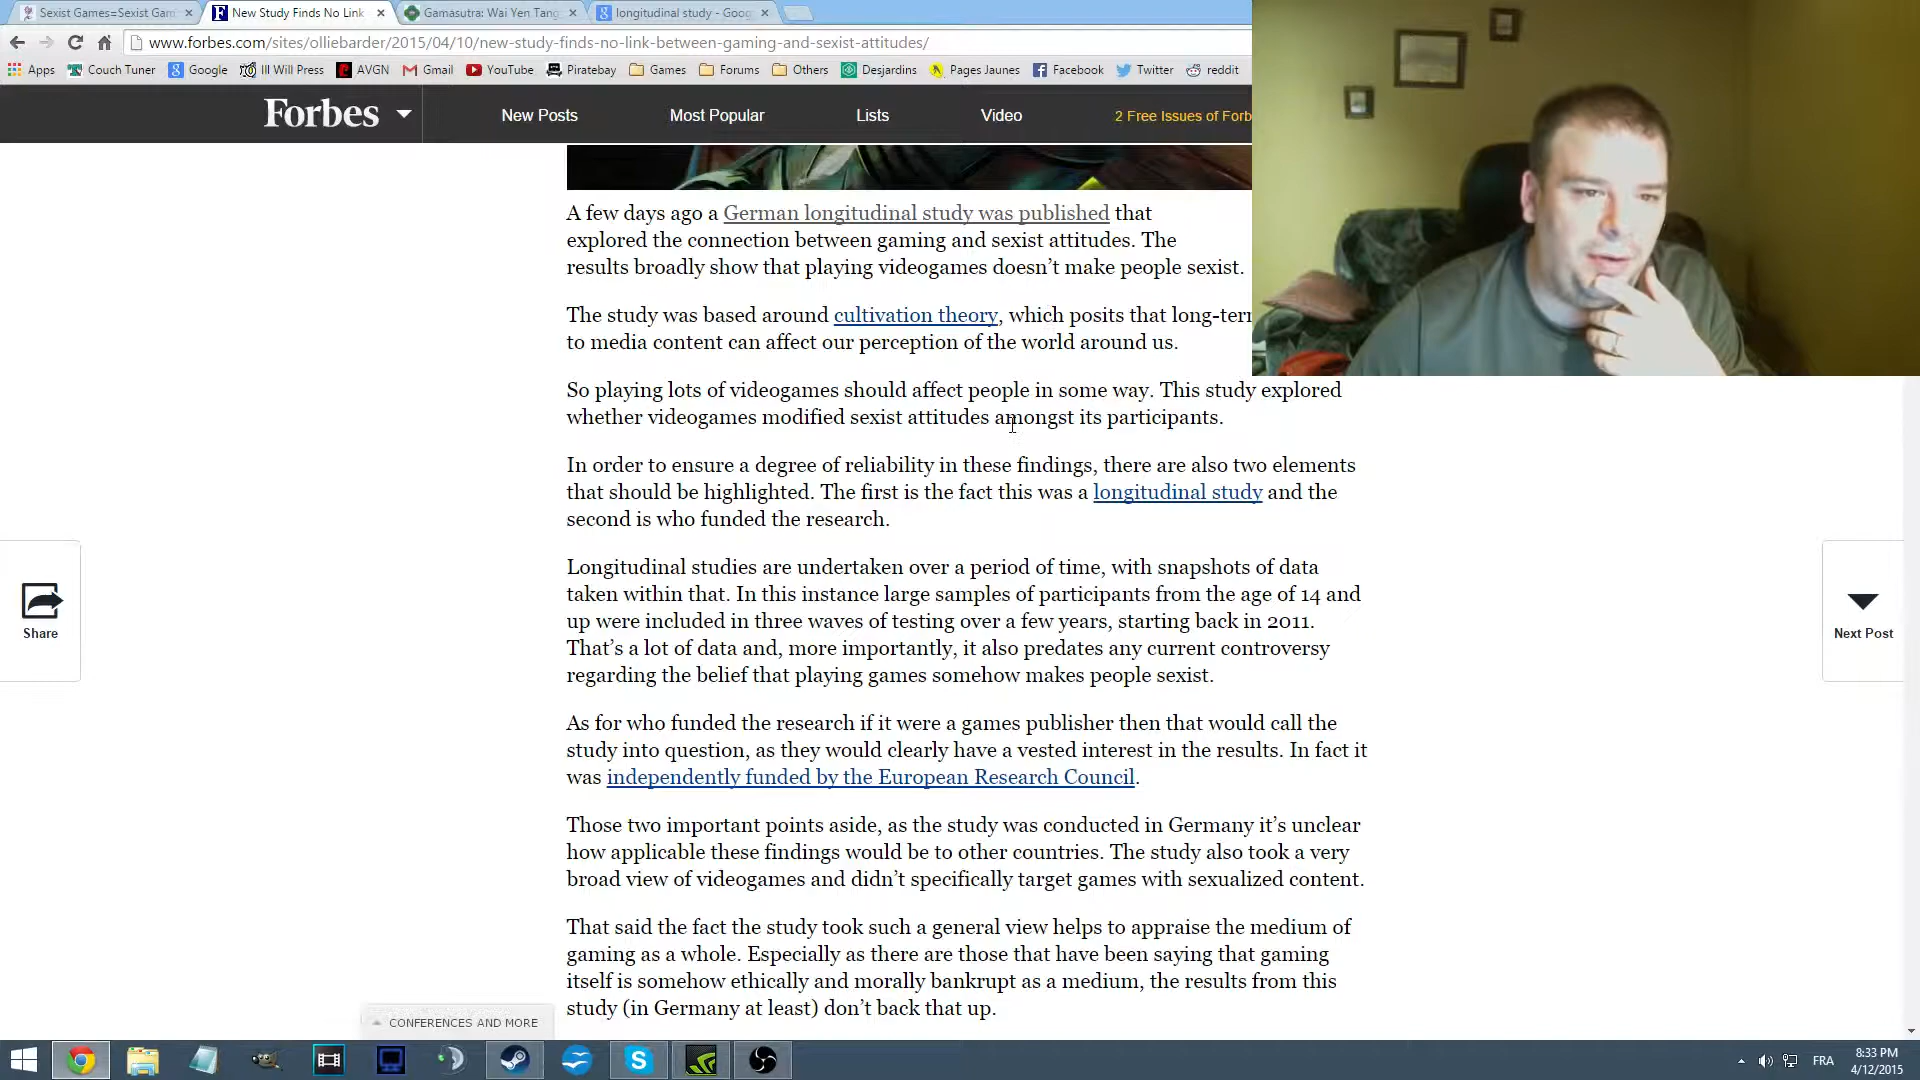 Sexist Games=Sexist Gam
New Study Finds No Link
Gamasutra: Wai Yen Tang
longitudinal study - Goo
www.forbes.com/sites/olliebarder/2015/04/10/new-study-finds-no-link-between-gaming-and-sexist-attitudes/
Apps Couch Tuner Google Ill Will Press AVGN Gmail YouTube Piratebay Games Forums Others Desjardins Pages Jaunes Facebook Twitter reddit
Forbes New Posts Most Popular Lists Video 2 Free Issues of Forb
A few days ago a German longitudinal study was published that
explored the connection between gaming and sexist attitudes. The
results broadly show that playing videogames doesn’t make people sexist.
The study was based around cultivation theory, which posits that long-term
to media content can affect our perception of the world around us.
So playing lots of videogames should affect people in some way. This study explored
whether videogames modified sexist attitudes amongst its participants.
In order to ensure a degree of reliability in these findings, there are also two elements
that should be highlighted. The first is the fact this was a longitudinal study and the
second is who funded the research.
Longitudinal studies are undertaken over a period of time, with snapshots of data
taken within that. In this instance large samples of participants from the age of 14 and
up were included in three waves of testing over a few years, starting back in 2011.
That’s a lot of data and, more importantly, it also predates any current controversy
regarding the belief that playing games somehow makes people sexist.
Share
Next Post
As for who funded the research if it were a games publisher then that would call the
study into question, as they would clearly have a vested interest in the results. In fact it
was independently funded by the European Research Council.
Those two important points aside, as the study was conducted in Germany it’s unclear
how applicable these findings would be to other countries. The study also took a very
broad view of videogames and didn’t specifically target games with sexualized content.
That said the fact the study took such a general view helps to appraise the medium of
gaming as a whole. Especially as there are those that have been saying that gaming
itself is somehow ethically and morally bankrupt as a medium, the results from this
study (in Germany at least) don’t back that up.
CONFERENCES AND MORE
FRA
8:33 PM
4/12/2015